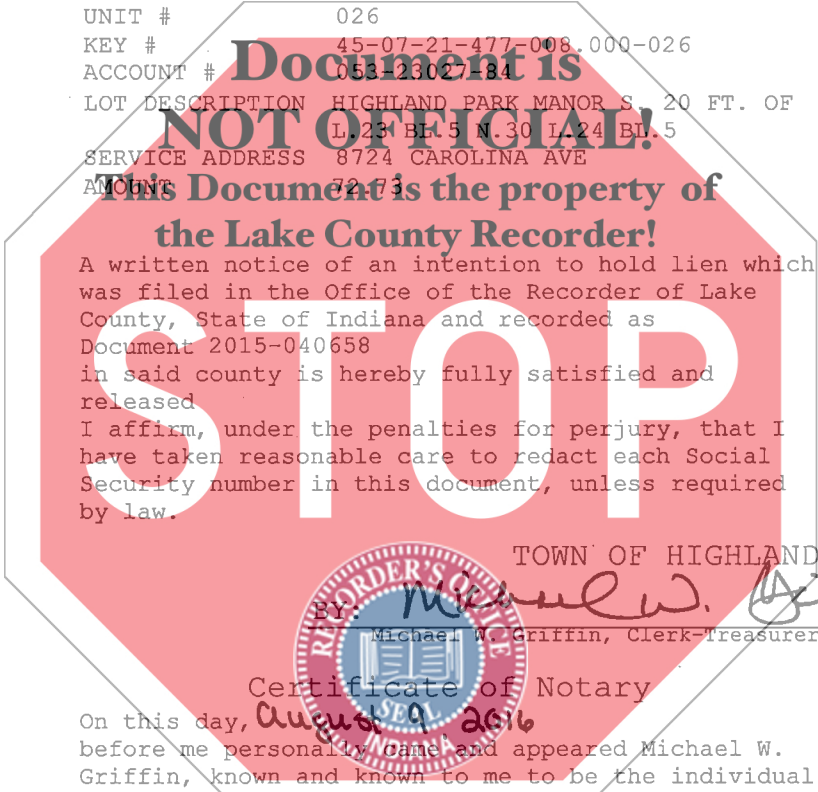 UNIT # 026
KEY # 45-07-21-477-008.000-026
Document is
ACCOUNT # 053-23027-84
LOT DESCRIPTION HIGHLAND PARK MANOR S. 20 FT. OF
NOT OFFICIAL!
L.23 BL.5 N.30 L.24 BL.5
SERVICE ADDRESS 8724 CAROLINA AVE
AMOUNT 72.73
This Document is the property of
the Lake County Recorder!
A written notice of an intention to hold lien which
was filed in the Office of the Recorder of Lake
County, State of Indiana and recorded as
Document 2015-040658
in said county is hereby fully satisfied and
released
I affirm, under the penalties for perjury, that I
have taken reasonable care to redact each Social
Security number in this document, unless required
by law.
STOP
TOWN OF HIGHLAND
BY: Michael W.
Michael W. Griffin, Clerk-Treasurer
RECORDER'S OFFICE
SEAL
INDIANA
Certificate of Notary
On this day, August 9, 2016
before me personally came and appeared Michael W.
Griffin, known and known to me to be the individual